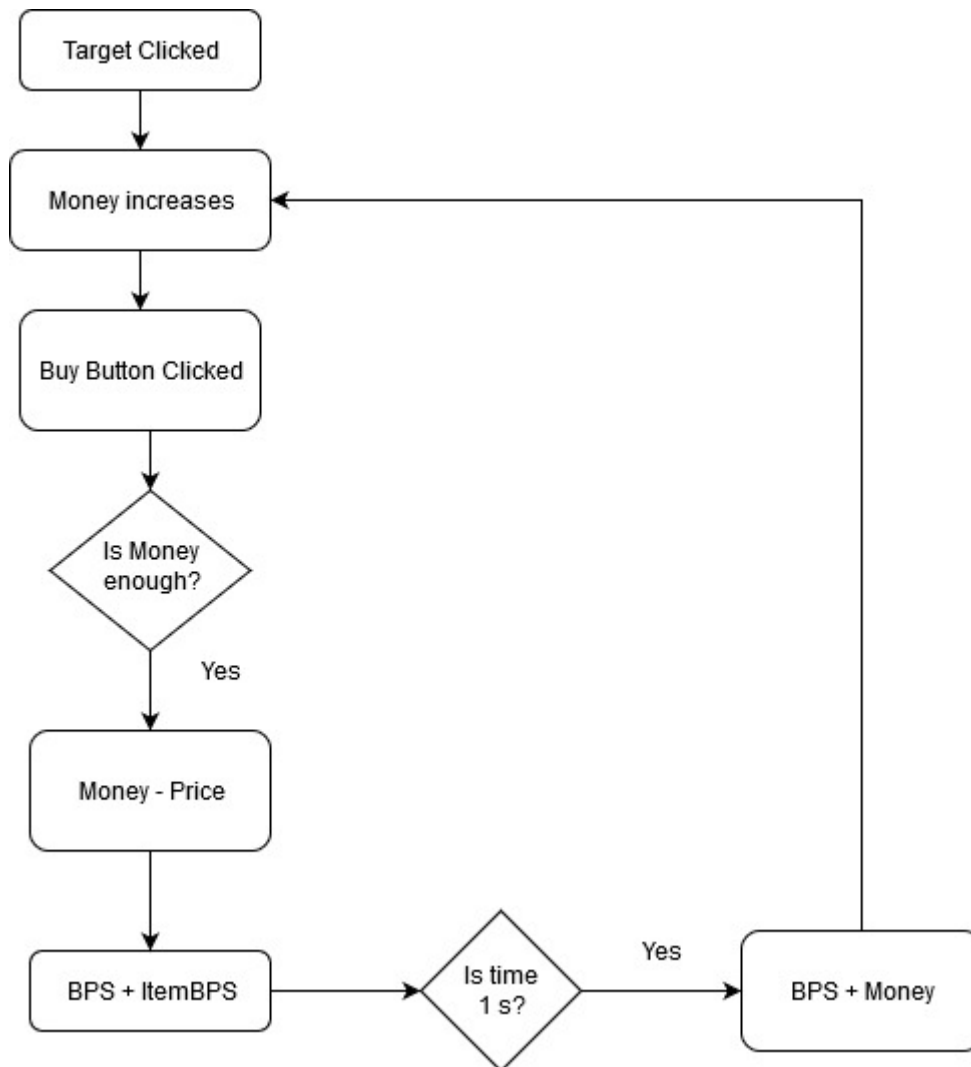 Target Clicked
Money increases
Buy Button Clicked
Is Money
enough?
Yes
Money - Price
BPS + ItemBPS
Is time
1 s?
Yes
BPS + Money